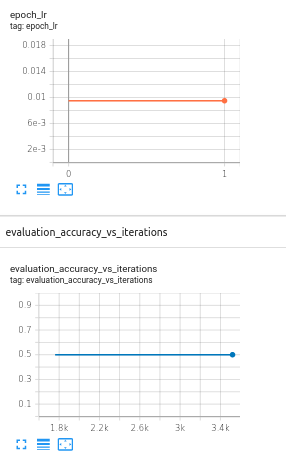 epoch_lr
tag: epoch_lr
0.018
0.014
0.01
6e-3
2e-3
0 1
evaluation_accuracy_vs_iterations
evaluation_accuracy_vs_iterations
tag: evaluation_accuracy_vs_iterations
0.9
0.7
0.5
0.3
0.1
1.8k 2.2k 2.6k 3k 3.4k